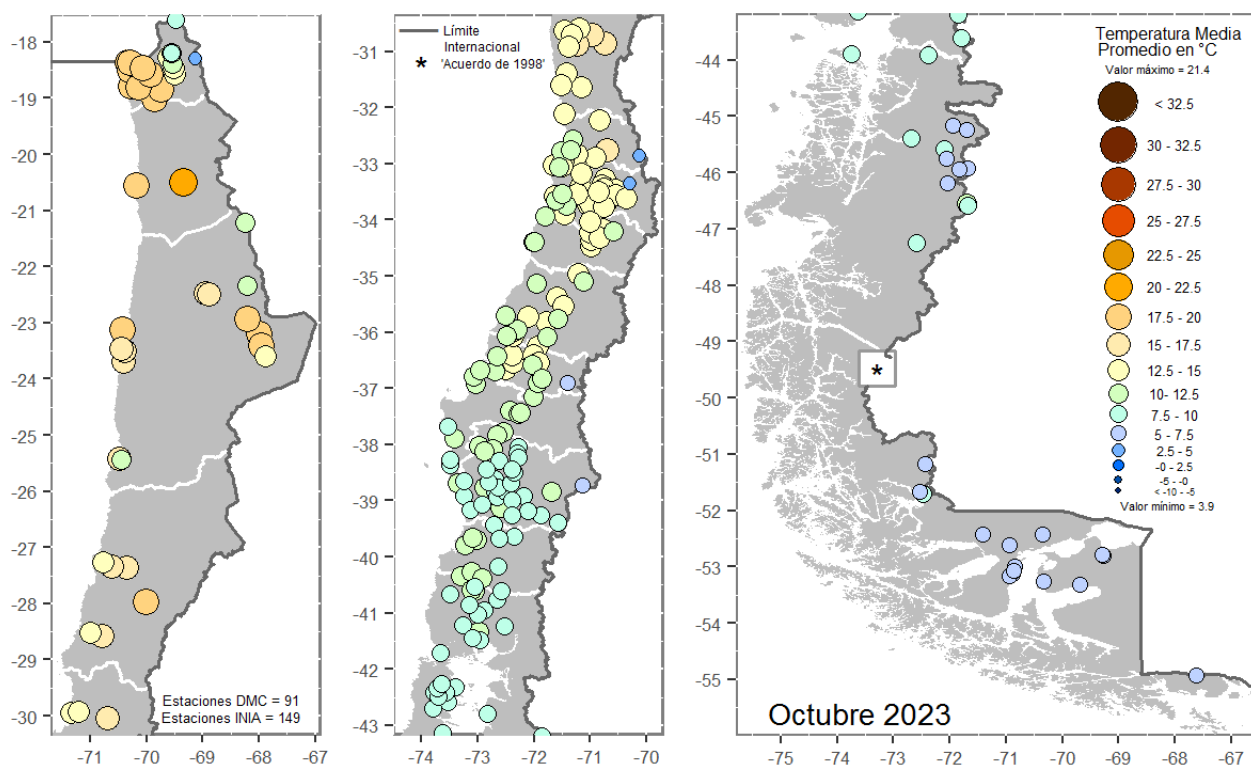 -18
-19
-20
-21
-22
-23
-24
-25
-26
-27
-28
-29
-30
Estaciones DMC = 91
Estaciones INIA = 149
-71
-70
-69
-68
-67
Límite
Internacional
* 'Acuerdo de 1998'
-31
-32
-33
-34
-35
-36
-37
-38
-39
-40
-41
-42
-43
-74
-73
-72
-71
-70
-44
-45
-46
-47
-48
-49
-50
-51
-52
-53
-54
-55
*
Temperatura Media
Promedio en °C
Valor máximo = 21.4
< 32.5
30 - 32.5
27.5 - 30
25 - 27.5
22.5 - 25
20 - 22.5
17.5 - 20
15 - 17.5
12.5 - 15
10- 12.5
7.5 - 10
5 - 7.5
2.5 - 5
-0 - 2.5
-5 - -0
< -10 - -5
Valor mínimo = 3.9
Octubre 2023
-75
-74
-73
-72
-71
-70
-69
-68
-67